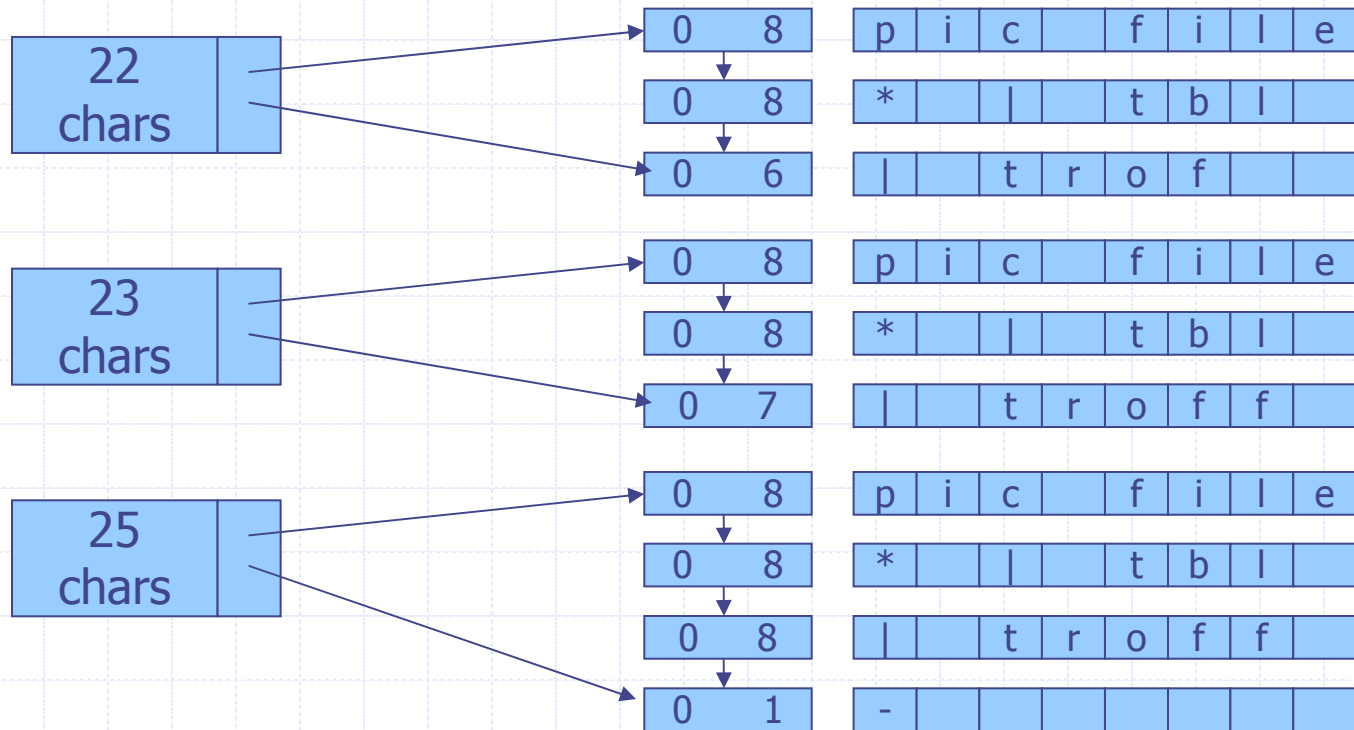 22 chars
0 8 p i c f i l e
0 8 * | t b l
0 6 | t r o f
23 chars
0 8 p i c f i l e
0 8 * | t b l
0 7 | t r o f f
25 chars
0 8 p i c f i l e
0 8 * | t b l
0 8 | t r o f f
0 1 -